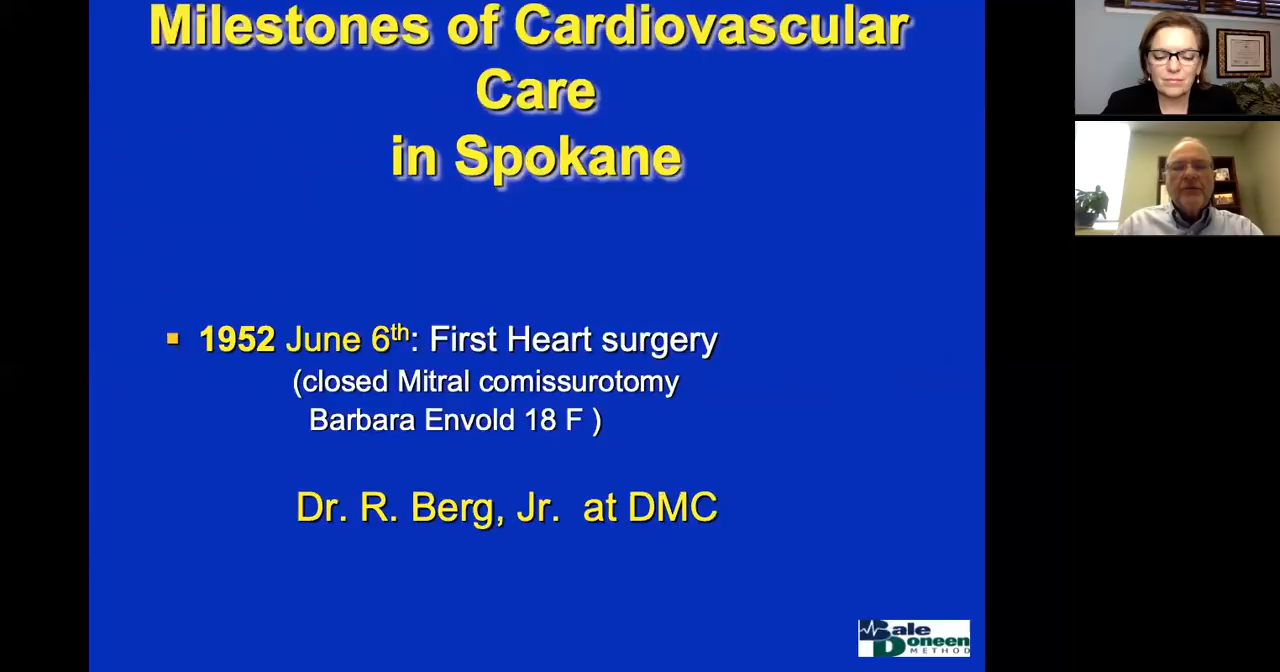 Milestones of Cardiovascular
Care
in Spokane
▪ 1952 June 6th: First Heart surgery
(closed Mitral comissurotomy
Barbara Envold 18 F )
Dr. R. Berg, Jr. at DMC
Bale
Doneen
METHOD